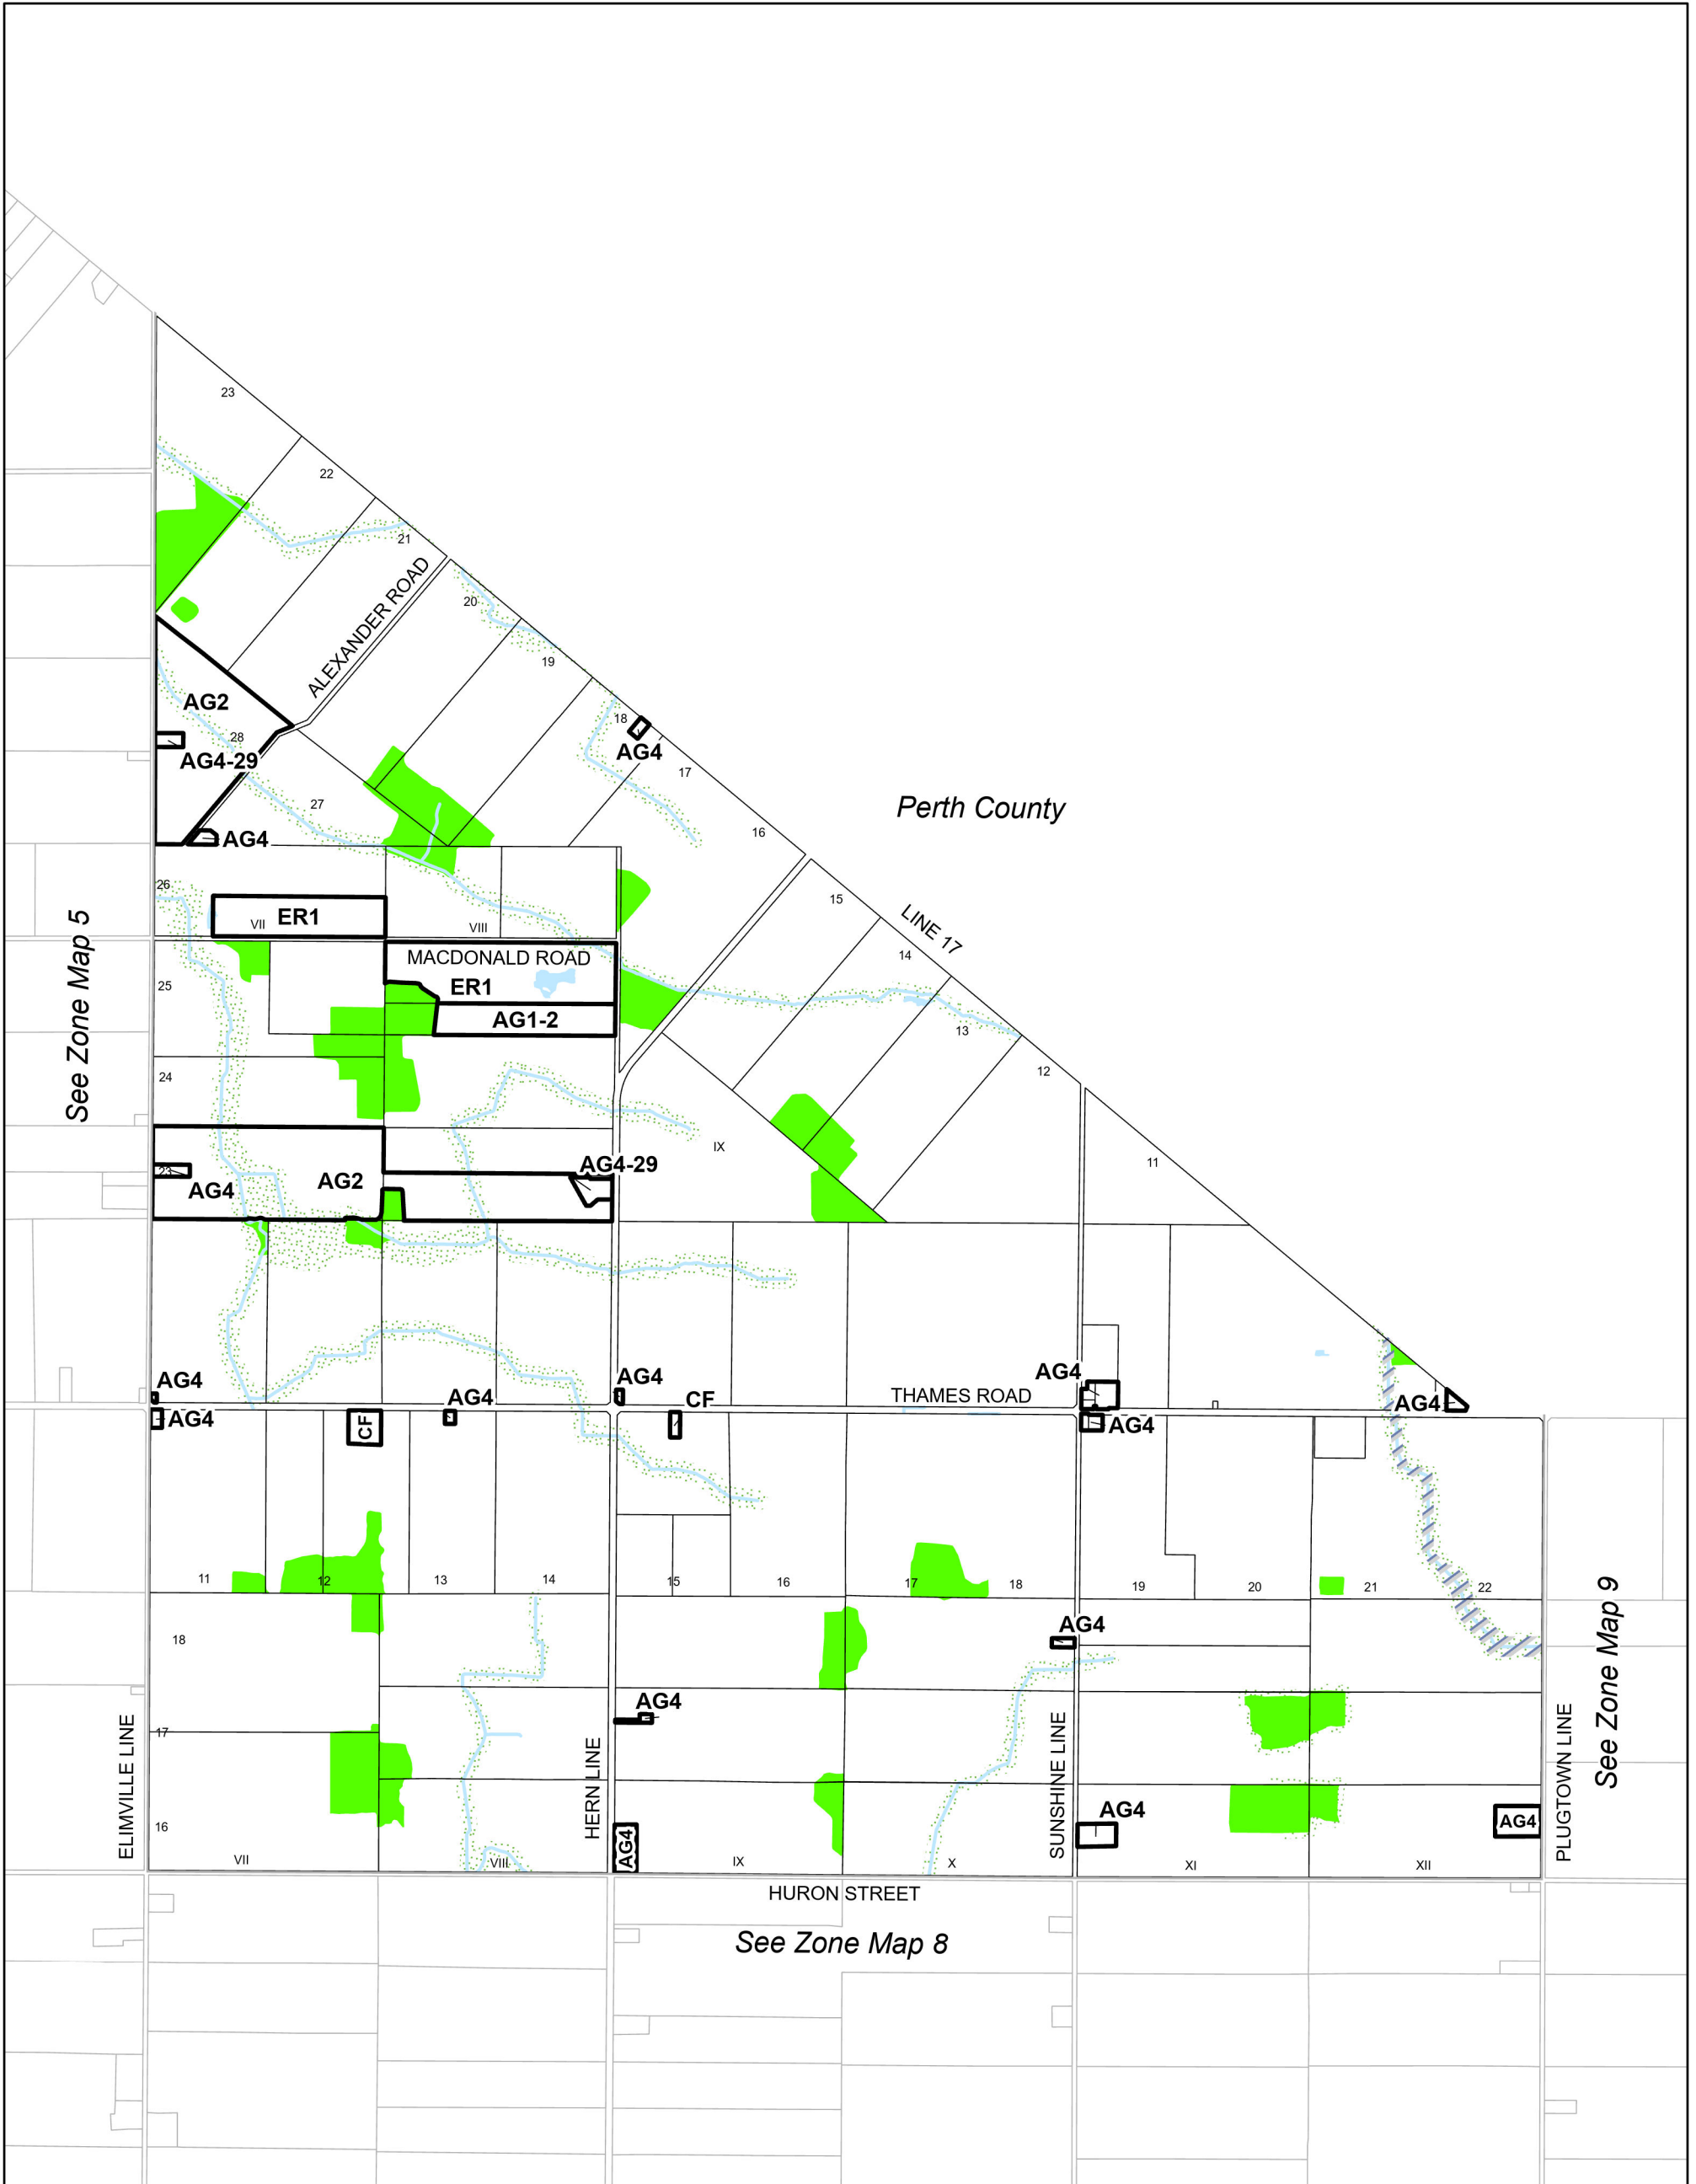 23
22
21
ALEXANDER ROAD
20
19
AG2
28
AG4-29
18
AG4
17
27
AG4
16
Perth County
26
VII
ER1
VIII
15
LINE 17
See Zone Map 5
MACDONALD ROAD
14
25
ER1
AG1-2
13
24
12
IX
11
AG4-29
23
AG4
AG2
AG4
AG4
AG4
AG4
CF
THAMES ROAD
AG4
AG4
AG4
CF
AG4
11
12
13
14
15
16
17
18
19
20
21
22
18
AG4
AG4
17
ELIMVILLE LINE
HERN LINE
SUNSHINE LINE
PLUGTOWN LINE
See Zone Map 9
16
AG4
AG4
AG4
VII
VIII
IX
X
XI
XII
HURON STREET
See Zone Map 8